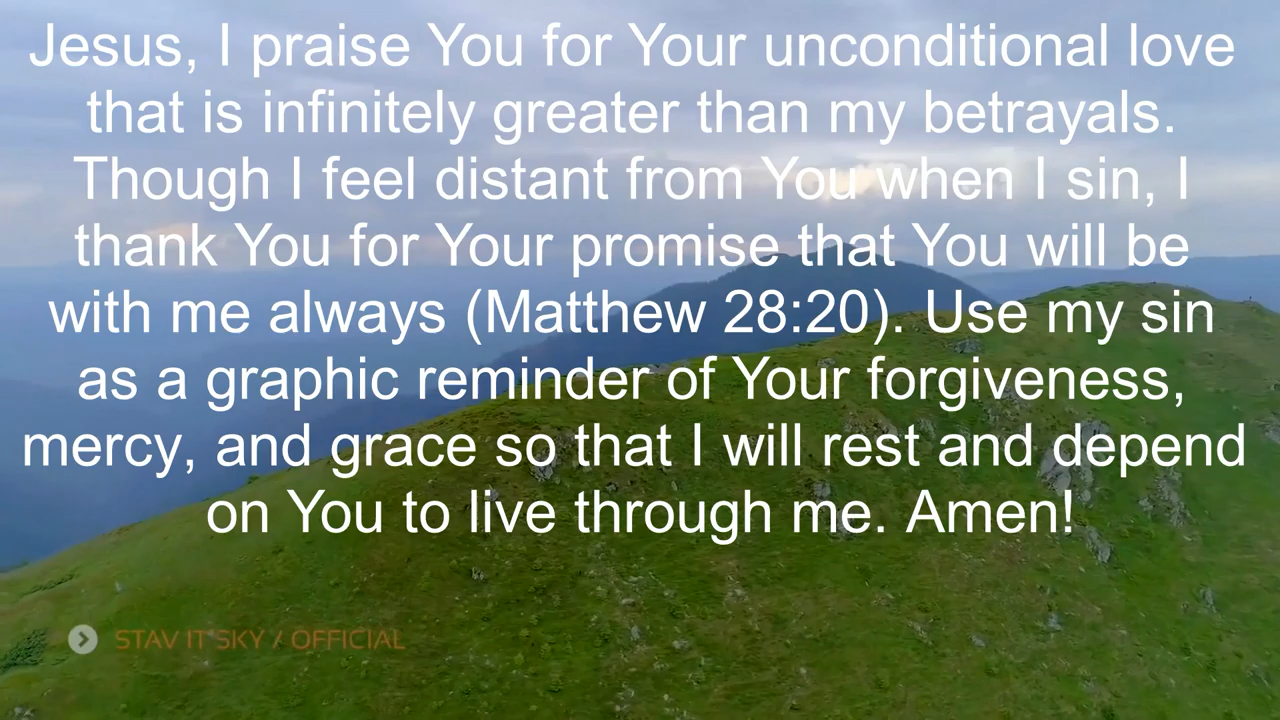 Jesus, I praise You for Your unconditional love
that is infinitely greater than my betrayals.
Though I feel distant from You when I sin, I
thank You for Your promise that You will be
with me always (Matthew 28:20). Use my sin
as a graphic reminder of Your forgiveness,
mercy, and grace so that I will rest and depend
on You to live through me. Amen!
STAV IT SKY / OFFICIAL